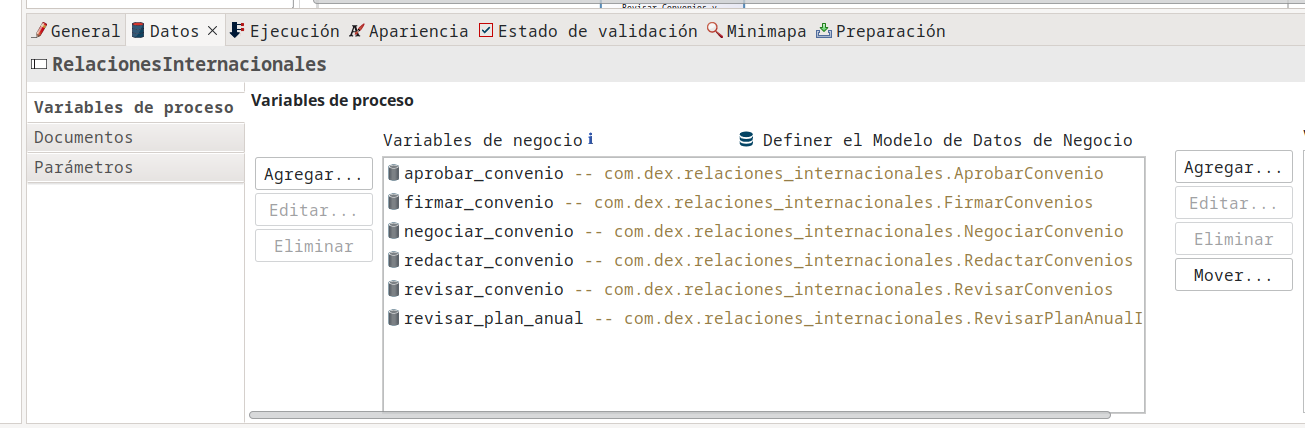 Revisar Convenios y
General Datos Ejecución Apariencia Estado de validación Minimapa Preparación
RelacionesInternacionales
Variables de proceso
Documentos
Parámetros
Variables de proceso
Variables de negocio
Definer el Modelo de Datos de Negocio
Agregar...
Editar...
Eliminar
aprobar_convenio -- com.dex.relaciones_internacionales.AprobarConvenio
firmar_convenio -- com.dex.relaciones_internacionales.FirmarConvenios
negociar_convenio -- com.dex.relaciones_internacionales.NegociarConvenio
redactar_convenio -- com.dex.relaciones_internacionales.RedactarConvenios
revisar_convenio -- com.dex.relaciones_internacionales.RevisarConvenios
revisar_plan_anual -- com.dex.relaciones_internacionales.RevisarPlanAnualI
Agregar...
Editar...
Eliminar
Mover...